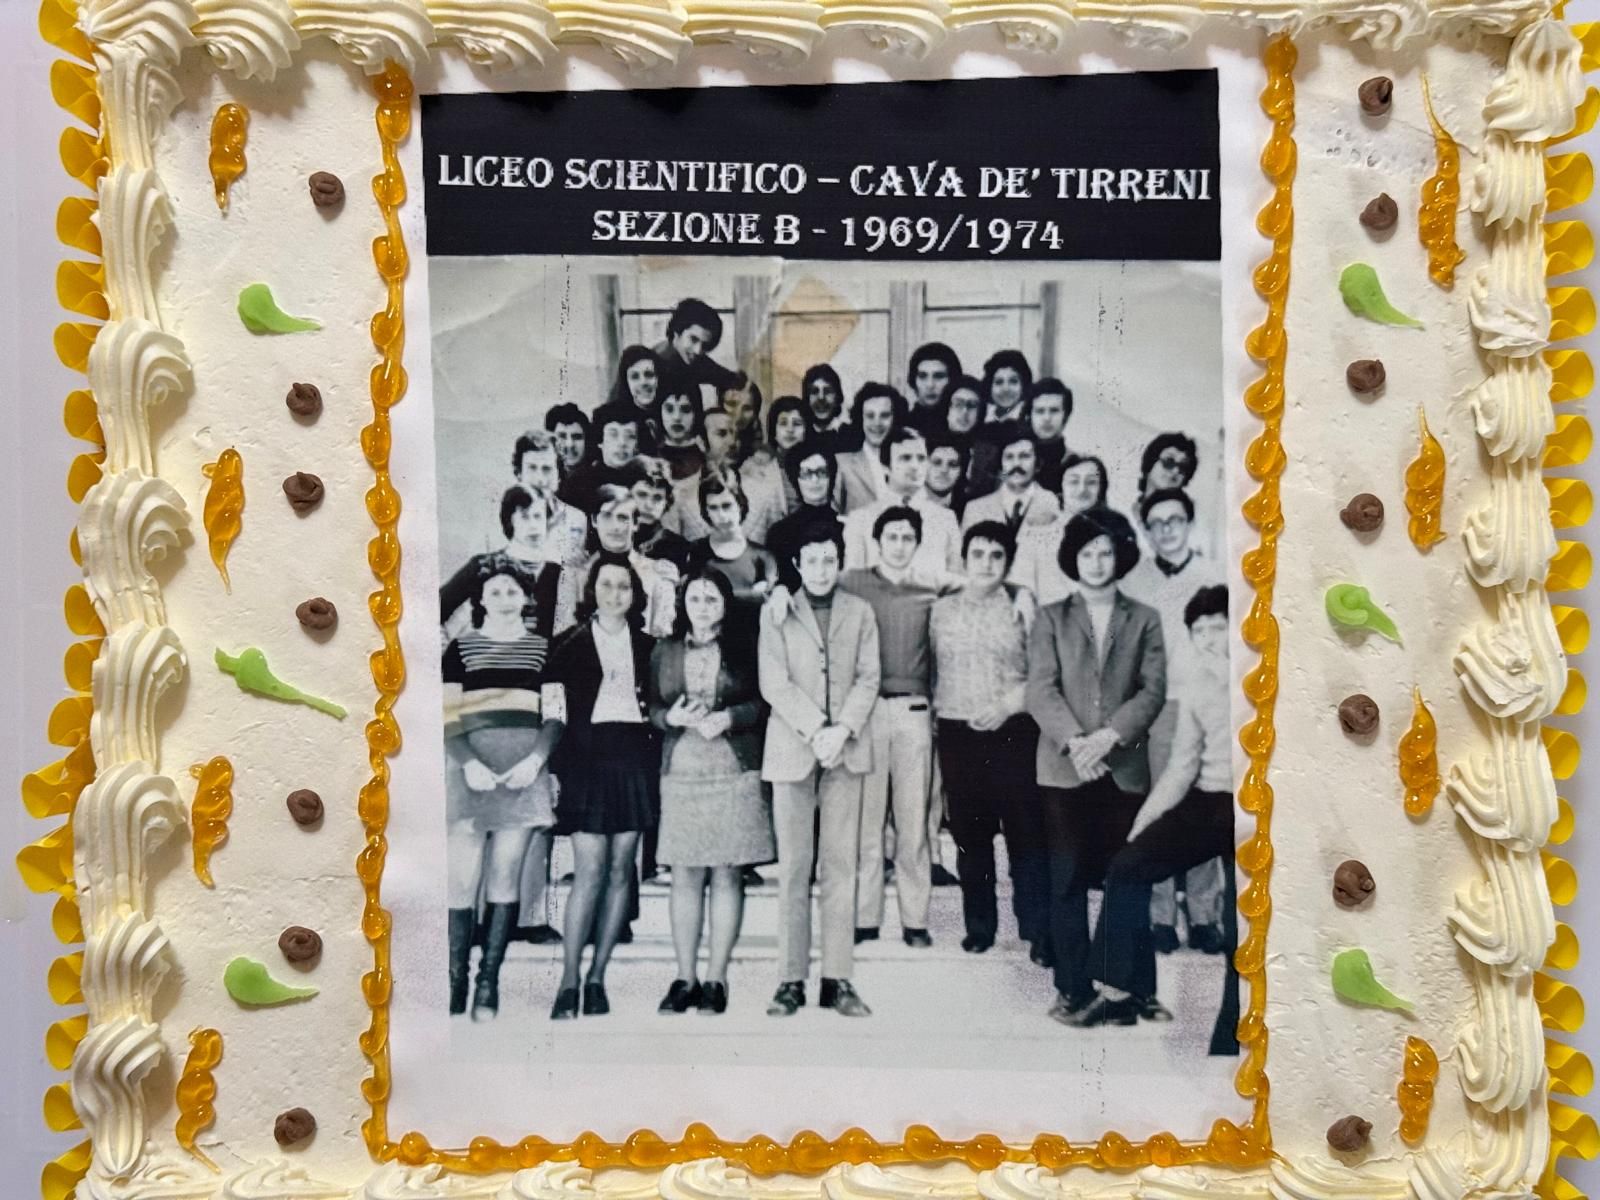 LICEO SCIENTIFICO – CAVA DE' TIRRENI
SEZIONE B - 1969/1974